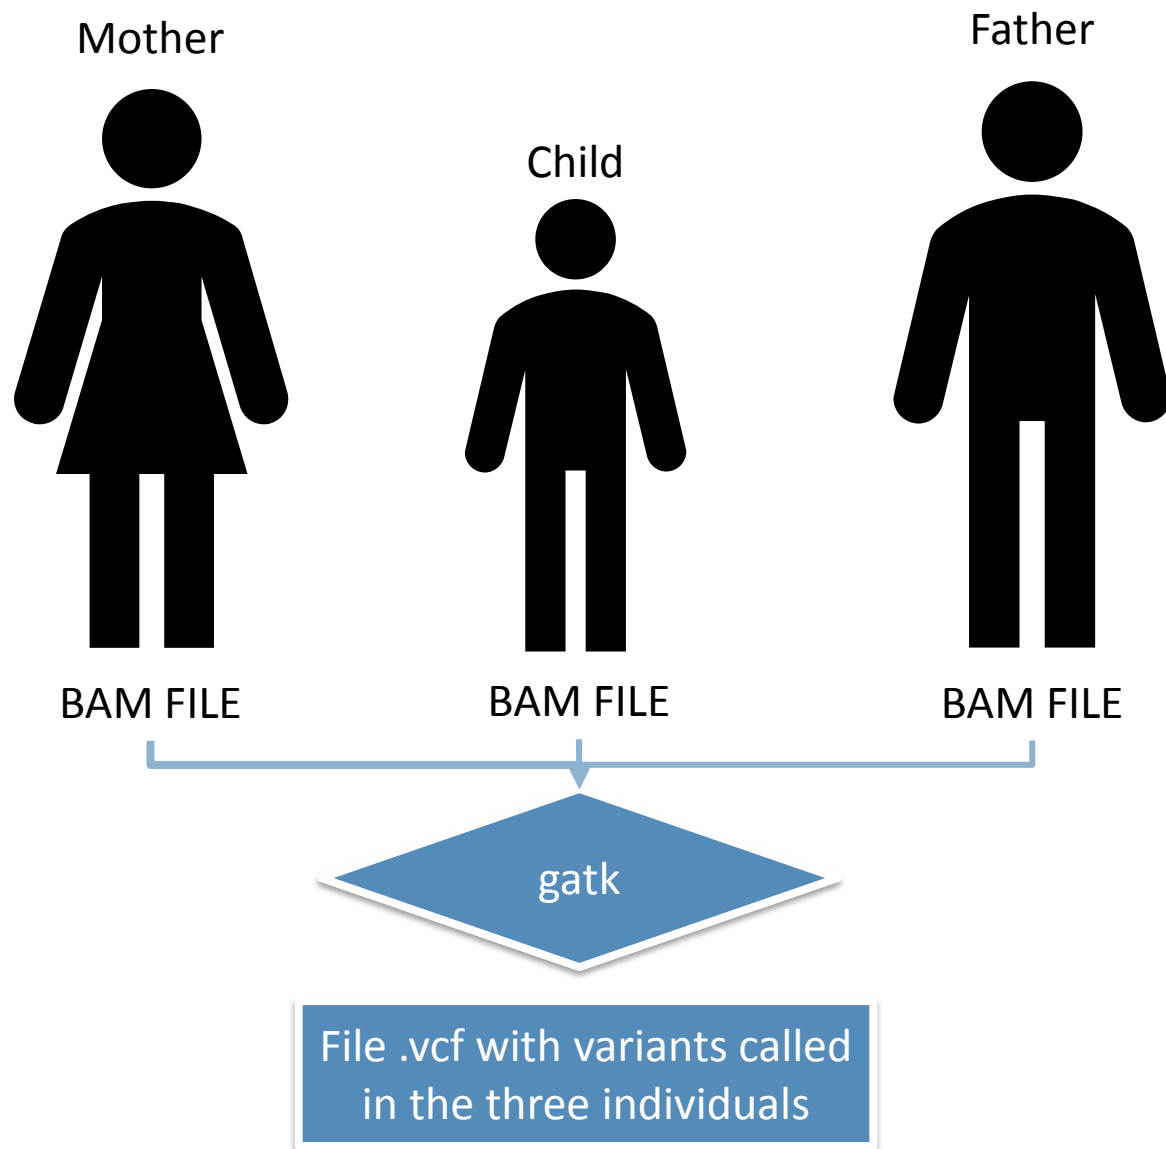 Mother
Father
Child
BAM FILE
BAM FILE
BAM FILE
gatk
File .vcf with variants called
in the three individuals